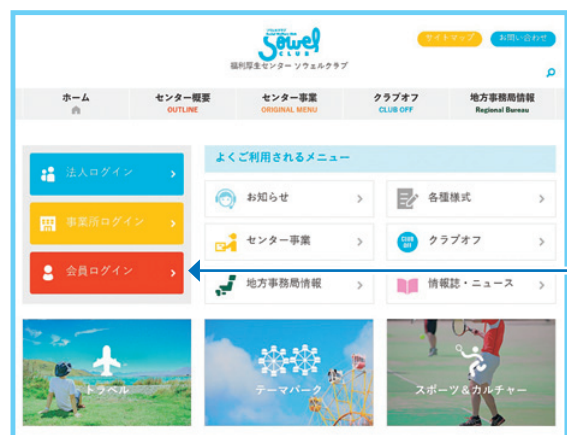 Sowel
CLUB
福利厚生センター ソウェルクラブ
サイトマップ
お問い合わせ
ホーム
センター概要
OUTLINE
センター事業
ORIGINAL MENU
クラブオフ
CLUB OFF
地方事務局情報
Regional Bureau
法人ログイン
事業所ログイン
会員ログイン
よくご利用されるメニュー
お知らせ
各種様式
センター事業
CLUB
OFF
クラブオフ
地方事務局情報
情報誌・ニュース
トラベル
テーマパーク
スポーツ&カルチャー